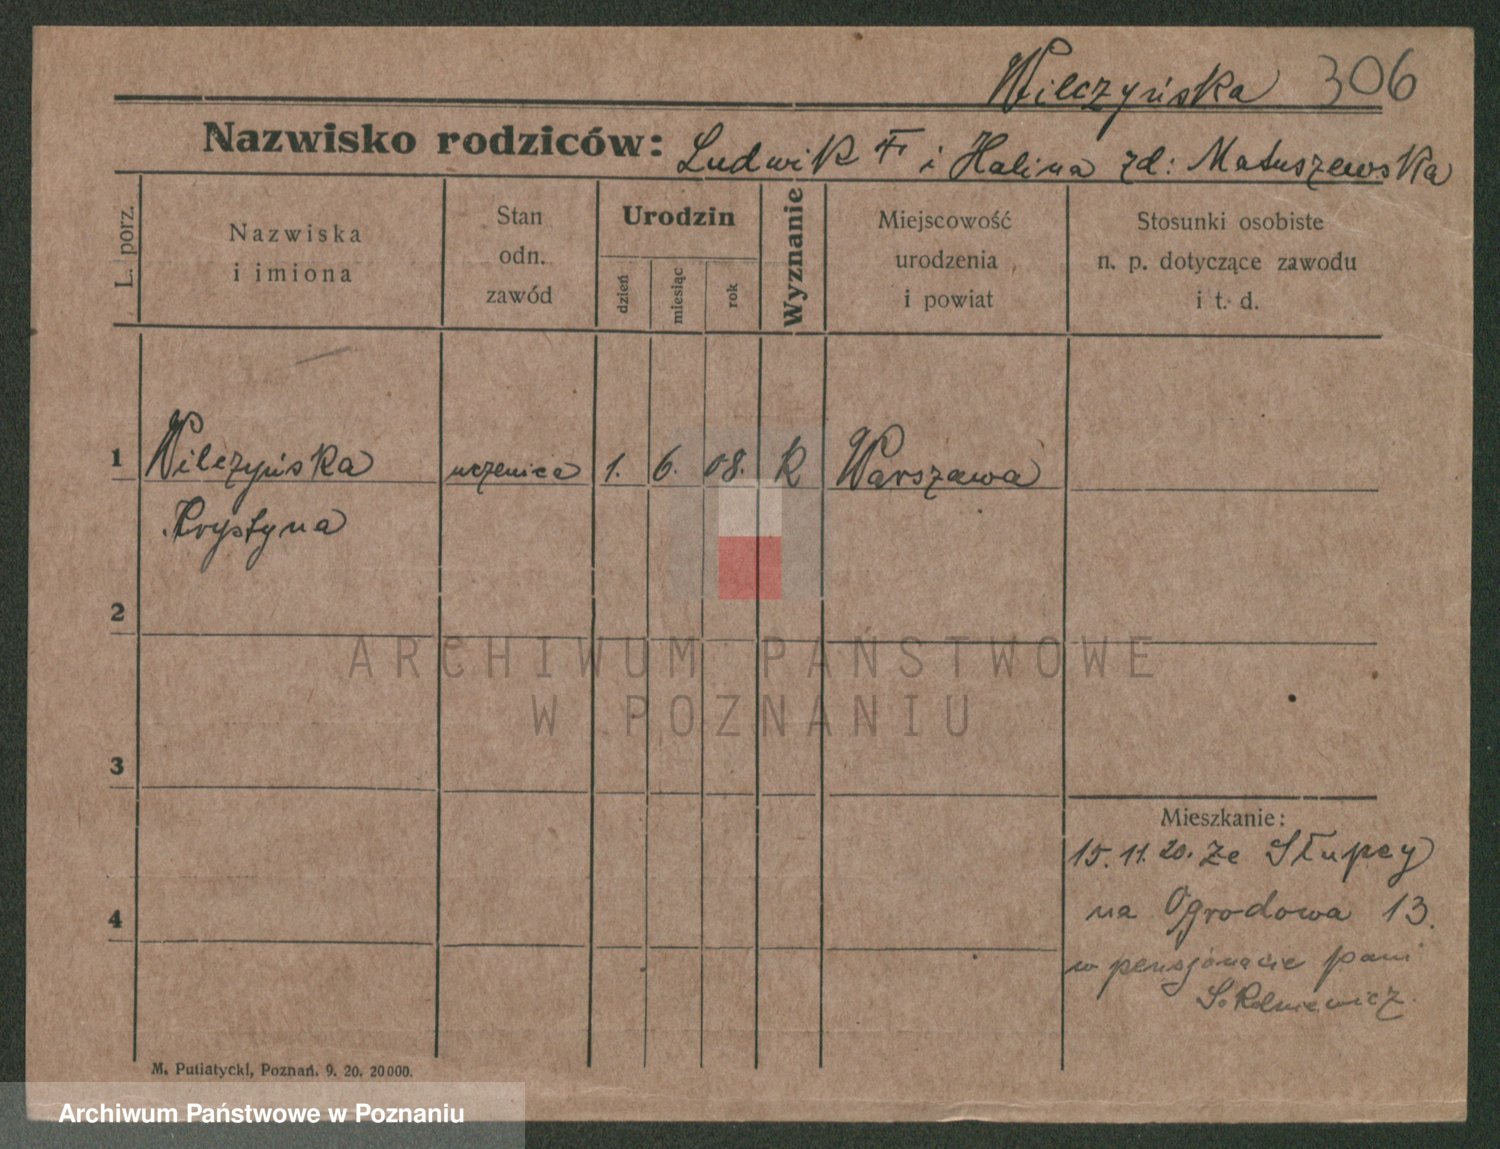 Wilczyńska 306
Nazwisko rodziców: Ludwik i Halina zd: Matuszewska
L. porz.
Nazwiska
i imiona
Stan
odn.
zawód
Urodzin
dzień
miesiąc
rok
Wyznanie
Miejscowość
urodzenia
i powiat
Stosunki osobiste
n. p. dotyczące zawodu
i t. d.
1 Wilczyńska uczenica 1. 6. 08. K Warszawa
Krystyna
2
ARCHIWUM PAŃSTWOWE
W POZNANIU
3
Mieszkanie:
15.11.20. ze Słupcy
4
na Ogrodowa 13.
w pensjonacie pani
M. Putiatycki, Poznań. 9. 20. 20000.
Archiwum Państwowe w Poznaniu